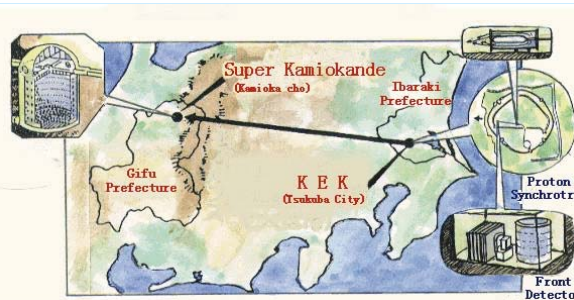 Super Kamiokande
(Kamioka cho)
Ibaraki
Prefecture
Gifu
Prefecture
K E K
(Tsukuba City)
Proton
Synchrotr
Front
Detecto